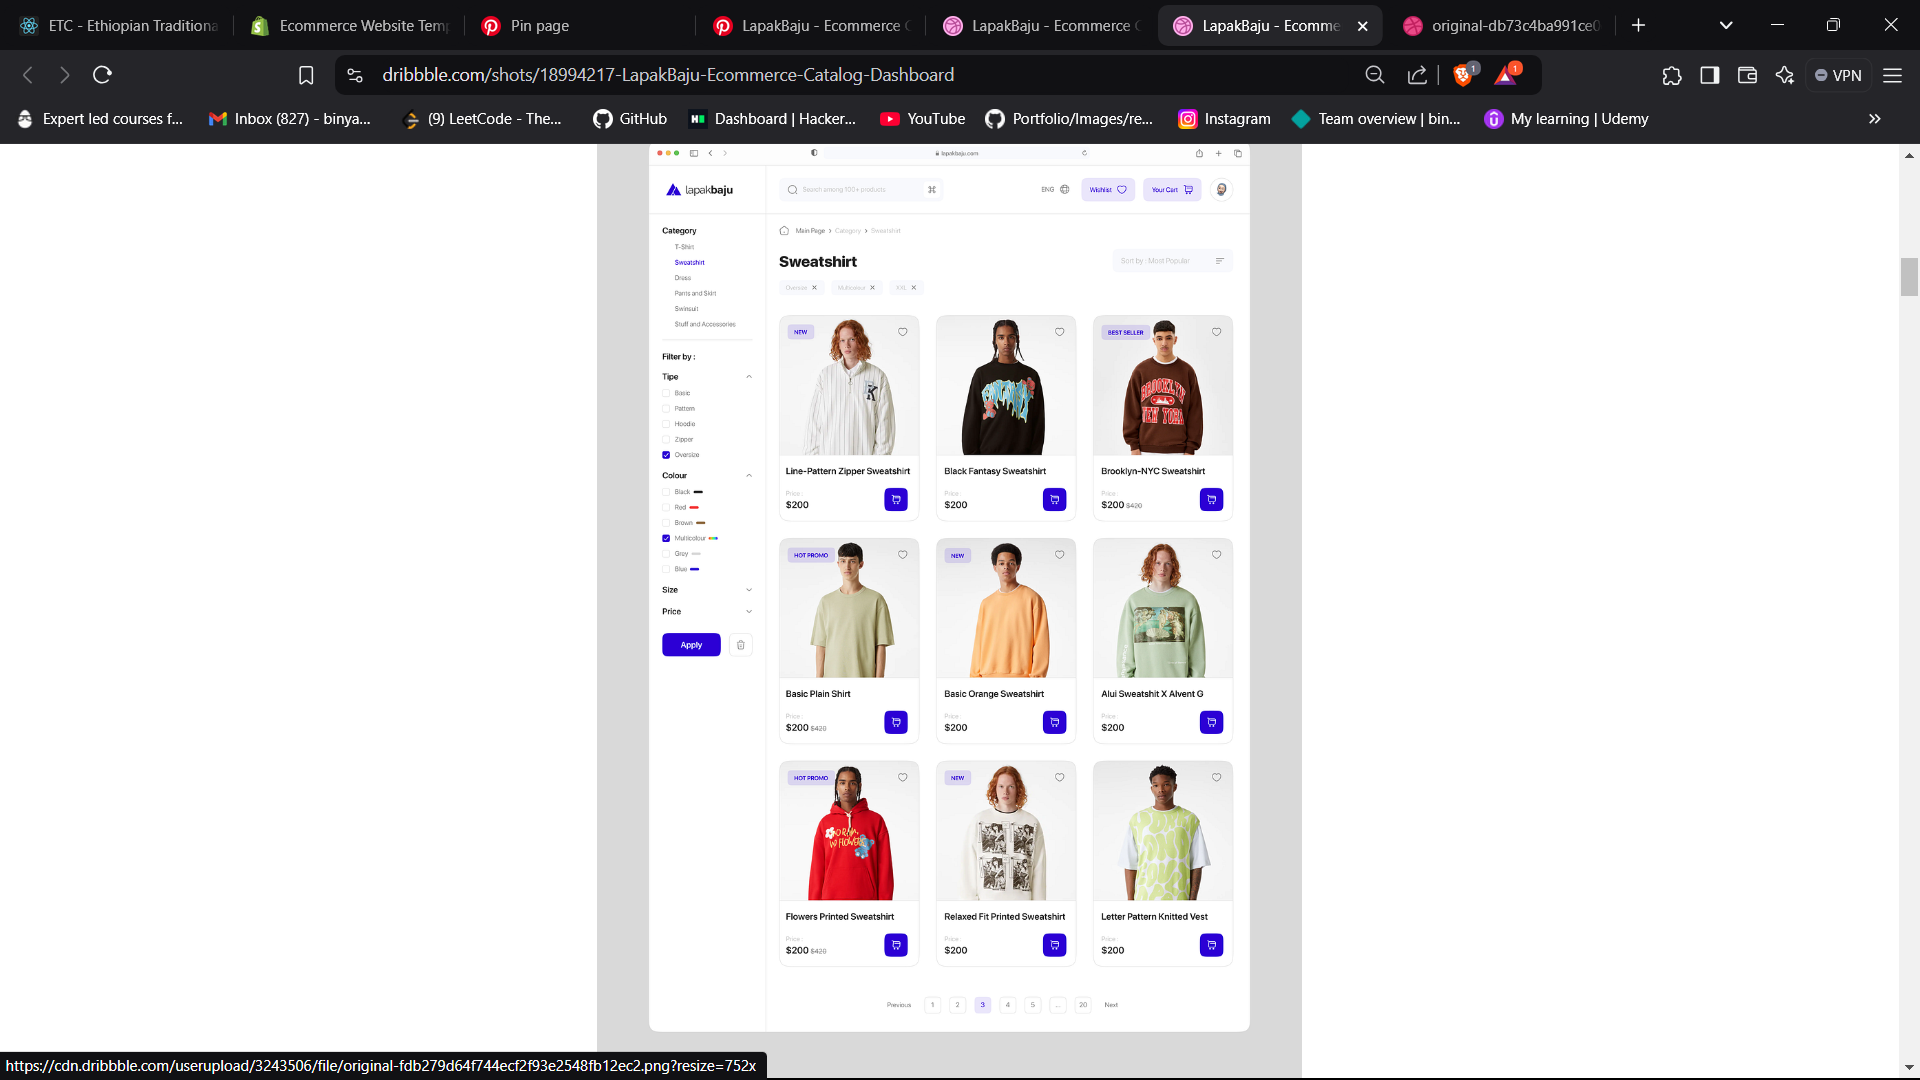 ETC - Ethiopian Traditiona
Ecommerce Website Temp
Pin page
LapakBaju - Ecommerce C
LapakBaju - Ecommerce C
LapakBaju - Ecomme
original-db73c4ba991ce0
dribbble.com/shots/18994217-LapakBaju-Ecommerce-Catalog-Dashboard
1
1
VPN
Expert led courses f...
Inbox (827) - binya...
(9) LeetCode - The...
GitHub
Dashboard | Hacker...
YouTube
Portfolio/Images/re...
Instagram
Team overview | bin...
My learning | Udemy
lapakbaju.com
lapakbaju
Search among 100+ products
ENG
Wishlist
Your Cart
Category
T-Shirt
Sweatshirt
Dress
Pants and Skirt
Swimsuit
Stuff and Accessories
Filter by :
Tipe
Basic
Pattern
Hoodie
Zipper
Oversize
Colour
Black
Red
Brown
Multicolour
Grey
Blue
Size
Price
Apply
Main Page > Category > Sweatshirt
Sweatshirt
Sort by : Most Popular
Oversize
Multicolour
XXL
NEW
K
BEST SELLER
BROOKLYN
NEW YORK
Line-Pattern Zipper Sweatshirt
Black Fantasy Sweatshirt
Brooklyn-NYC Sweatshirt
Price :
$200
Price :
$200
Price :
$200 $420
HOT PROMO
NEW
Basic Plain Shirt
Basic Orange Sweatshirt
Alui Sweatshit X Alvent G
Price :
$200 $420
Price :
$200
Price :
$200
HOT PROMO
NEW
Flowers Printed Sweatshirt
Relaxed Fit Printed Sweatshirt
Letter Pattern Knitted Vest
Price :
$200 $420
Price :
$200
Price :
$200
Previous 1 2 3 4 5 ... 20 Next
https://cdn.dribbble.com/userupload/3243506/file/original-fdb279d64f744ecf2f93e2548fb12ec2.png?resize=752x